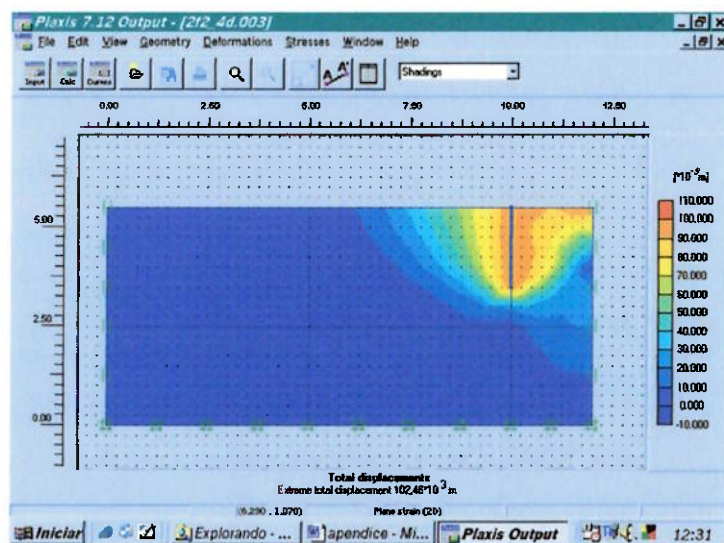 Plaxis 7.12 Output - [2f2_4d.003]
File Edit View Geometry Deformations Stresses Window Help
Input Calc Curves Shadings
0.00 2.50 5.00 7.50 10.00 12.50
[*10⁻³m]
110.000
100.000
90.000
80.000
70.000
60.000
50.000
40.000
30.000
20.000
10.000
0.000
-10.000
5.00
2.50
0.00
Total displacements
Extreme total displacement 102,46*10⁻³ m
(6.290 , 1.070) Plane strain (2D)
Iniciar Explorando - ... apendice - Mi... Plaxis Output 12:31